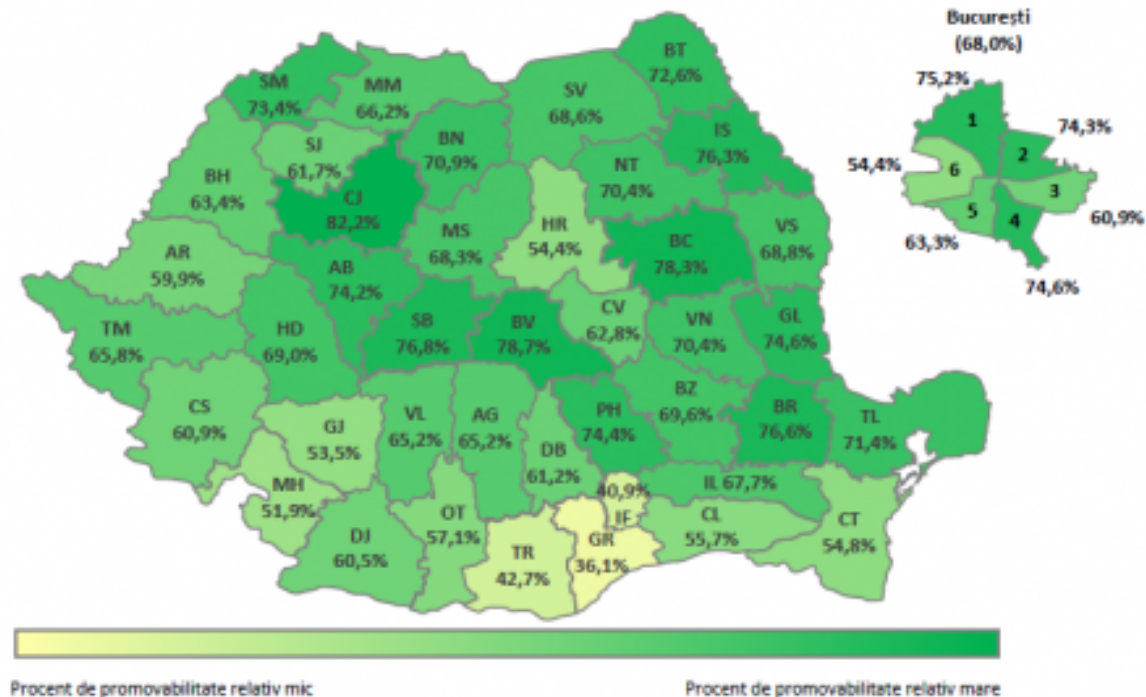 București
(68,0%)
75,2%
1
74,3%
2
54,4%
6
3
60,9%
5
4
63,3%
74,6%
BT
72,6%
SM
73,4%
MM
66,2%
SV
68,6%
IS
76,3%
BN
70,9%
SJ
61,7%
NT
70,4%
BH
63,4%
CJ
82,2%
HR
54,4%
MS
68,3%
BC
78,3%
VS
68,8%
AR
59,9%
AB
74,2%
TM
65,8%
HD
69,0%
SB
76,8%
BV
78,7%
CV
62,8%
VN
70,4%
GL
74,6%
CS
60,9%
GJ
53,5%
VL
65,2%
AG
65,2%
DB
61,2%
PH
74,4%
BZ
69,6%
BR
76,6%
TL
71,4%
MH
51,9%
DJ
60,5%
OT
57,1%
TR
42,7%
40,9%
IF
GR
36,1%
IL 67,7%
CL
55,7%
CT
54,8%
Procent de promovabilitate relativ mic
Procent de promovabilitate relativ mare